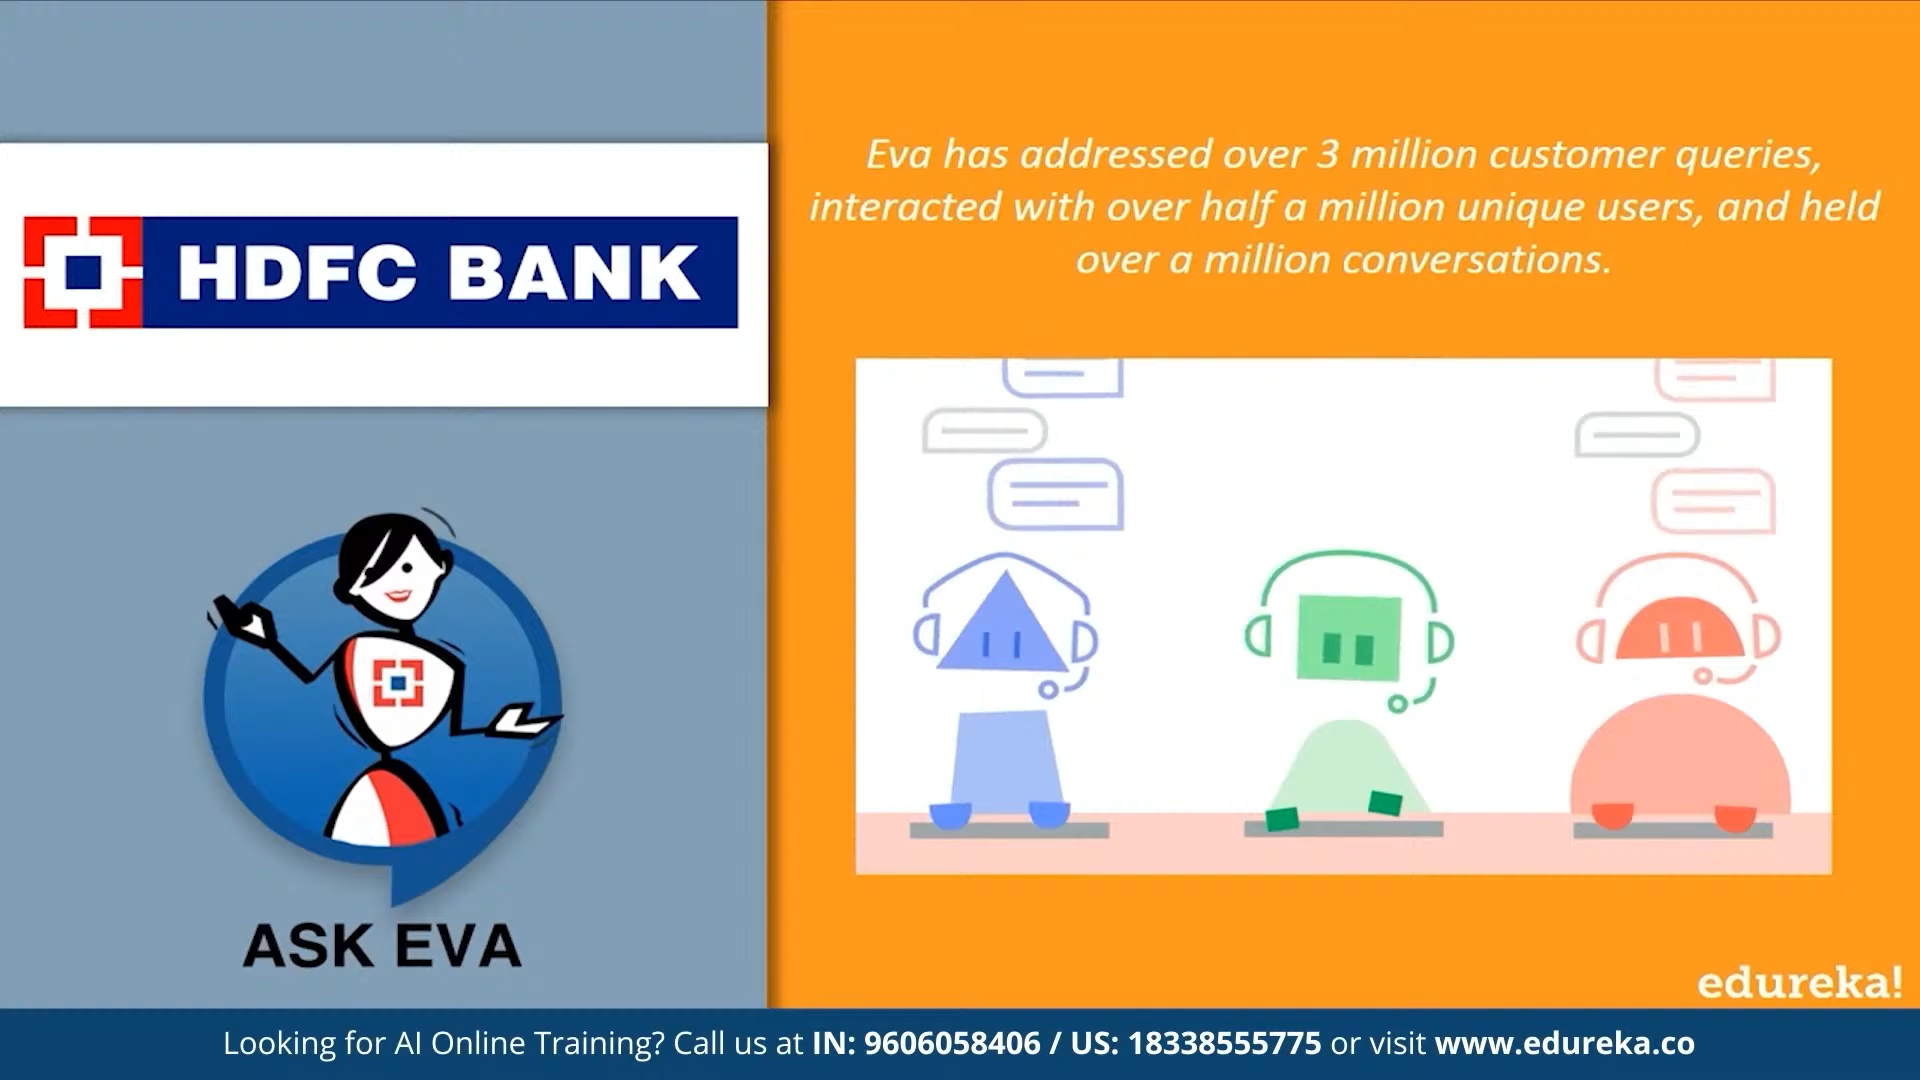 HDFC BANK
ASK EVA
Eva has addressed over 3 million customer queries,
interacted with over half a million unique users, and held
over a million conversations.
edureka!
Looking for AI Online Training? Call us at IN: 9606058406 / US: 18338555775 or visit www.edureka.co